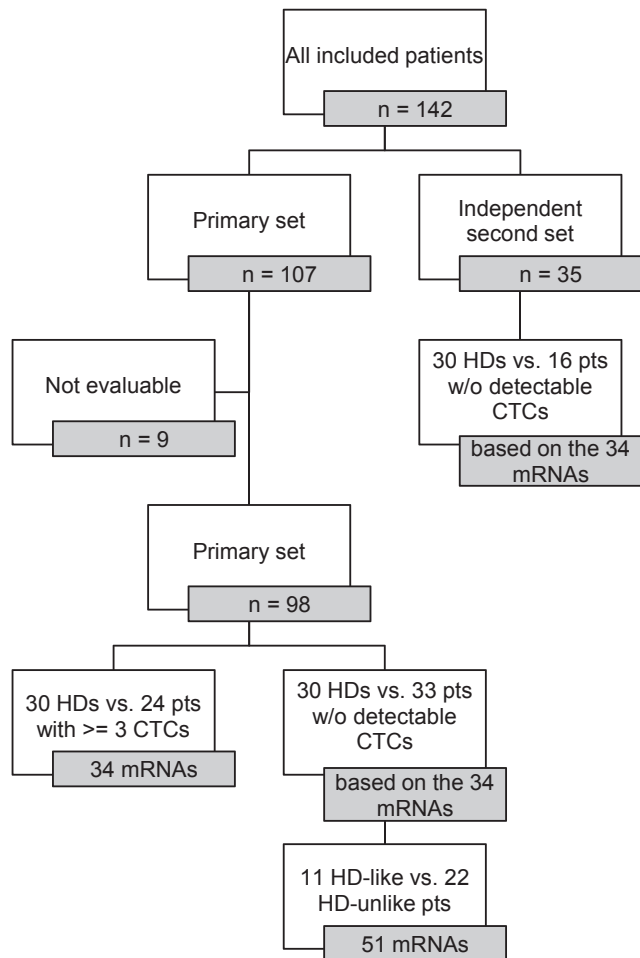 All included patients
n = 142
Primary set
n = 107
Independent
second set
n = 35
Not evaluable
n = 9
30 HDs vs. 16 pts
w/o detectable
CTCs
based on the 34
mRNAs
Primary set
n = 98
30 HDs vs. 24 pts
with >= 3 CTCs
34 mRNAs
30 HDs vs. 33 pts
w/o detectable
CTCs
based on the 34
mRNAs
11 HD-like vs. 22
HD-unlike pts
51 mRNAs